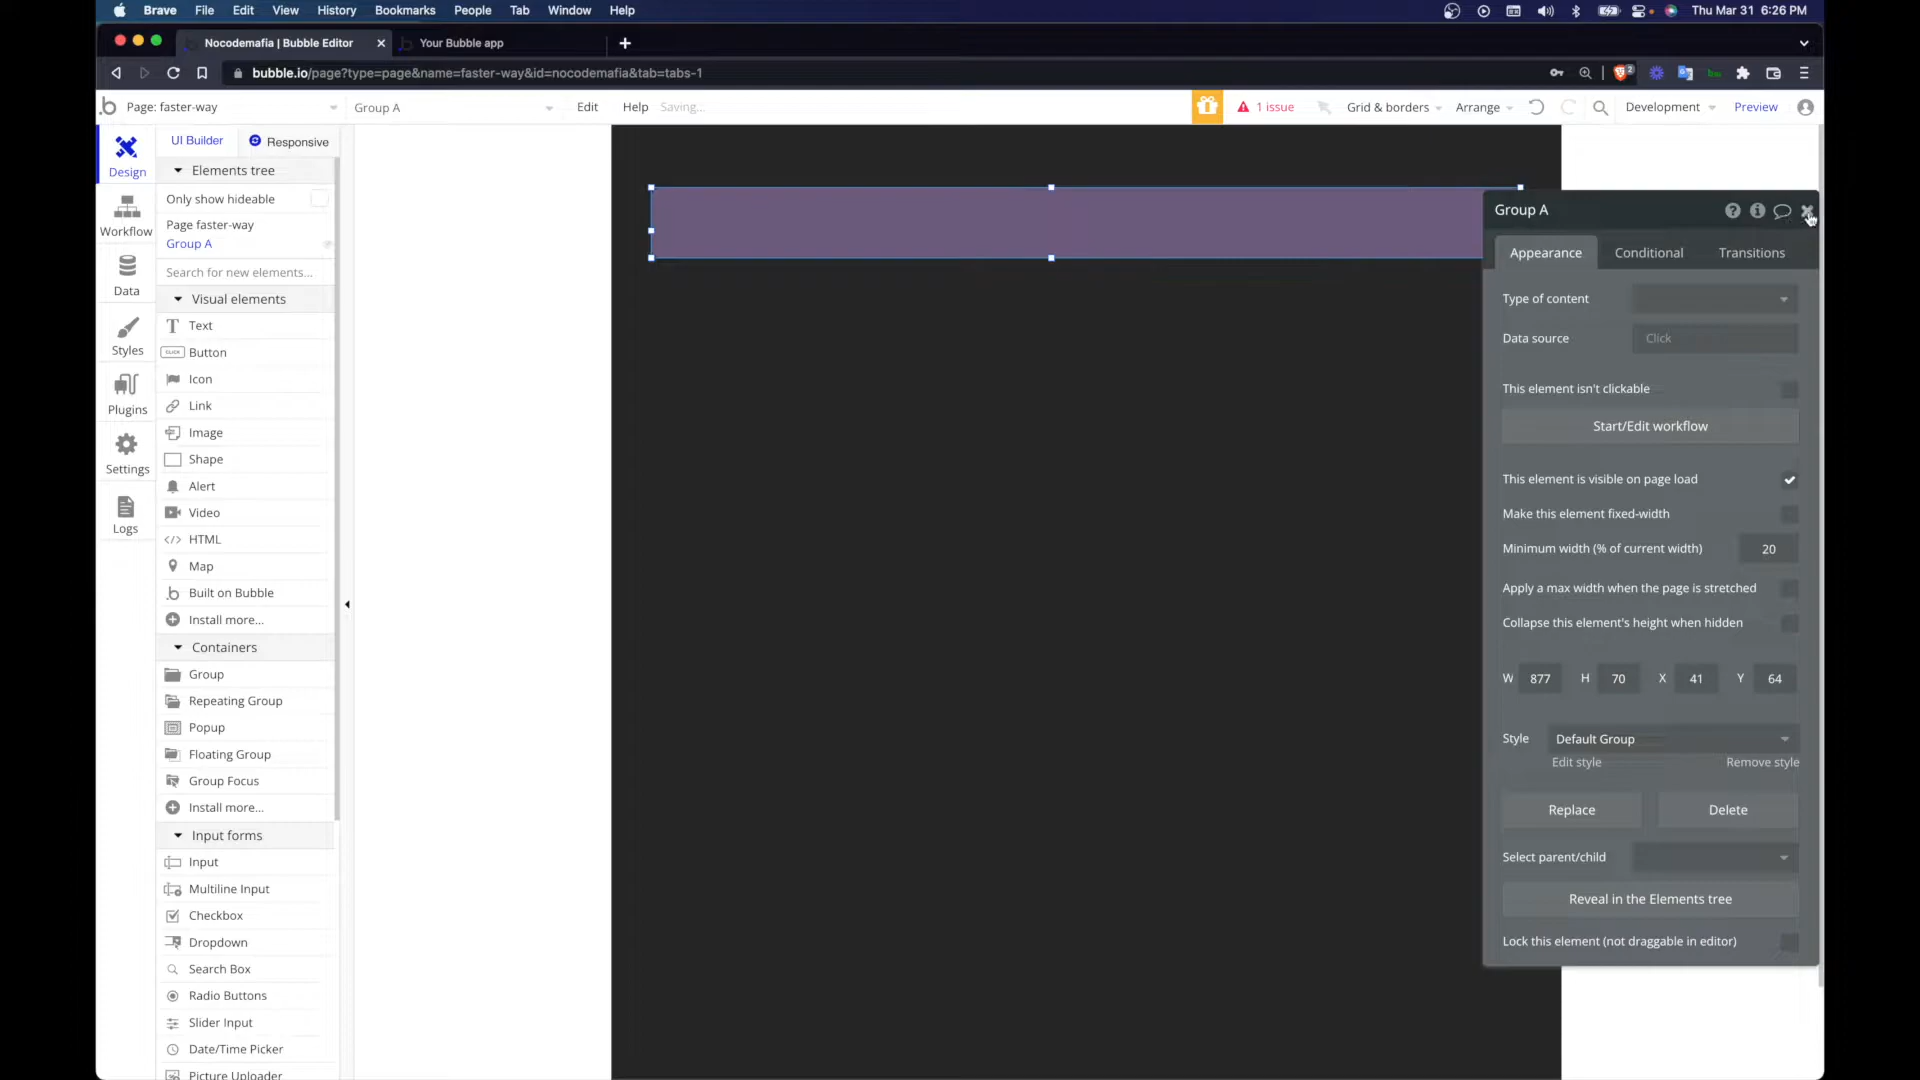 Brave File Edit View History Bookmarks People Tab Window Help Thu Mar 31 6:26 PM
Nocodemafia | Bubble Editor Your Bubble app
bubble.io/page?type=page&name=faster-way&id=nocodemafia&tab=tabs-1 2
Page: faster-way Group A Edit Help Saving... 1 issue Grid & borders Arrange Development Preview
UI Builder Responsive
Design
Elements tree
Only show hideable
Page faster-way
Workflow
Group A
Search for new elements...
Data
Visual elements
Text
Styles
CLICK Button
Icon
Plugins
Link
Image
Settings
Shape
Alert
Logs
Video
HTML
Map
Built on Bubble
Install more...
Containers
Group
Repeating Group
Popup
Floating Group
Group Focus
Install more...
Input forms
Input
Multiline Input
Checkbox
Dropdown
Search Box
Radio Buttons
Slider Input
Date/Time Picker
Picture Uploader
Group A
Appearance Conditional Transitions
Type of content
Data source Click
This element isn't clickable
Start/Edit workflow
This element is visible on page load
Make this element fixed-width
Minimum width (% of current width) 20
Apply a max width when the page is stretched
Collapse this element's height when hidden
W 877 H 70 X 41 Y 64
Style Default Group
Edit style Remove style
Replace Delete
Select parent/child
Reveal in the Elements tree
Lock this element (not draggable in editor)